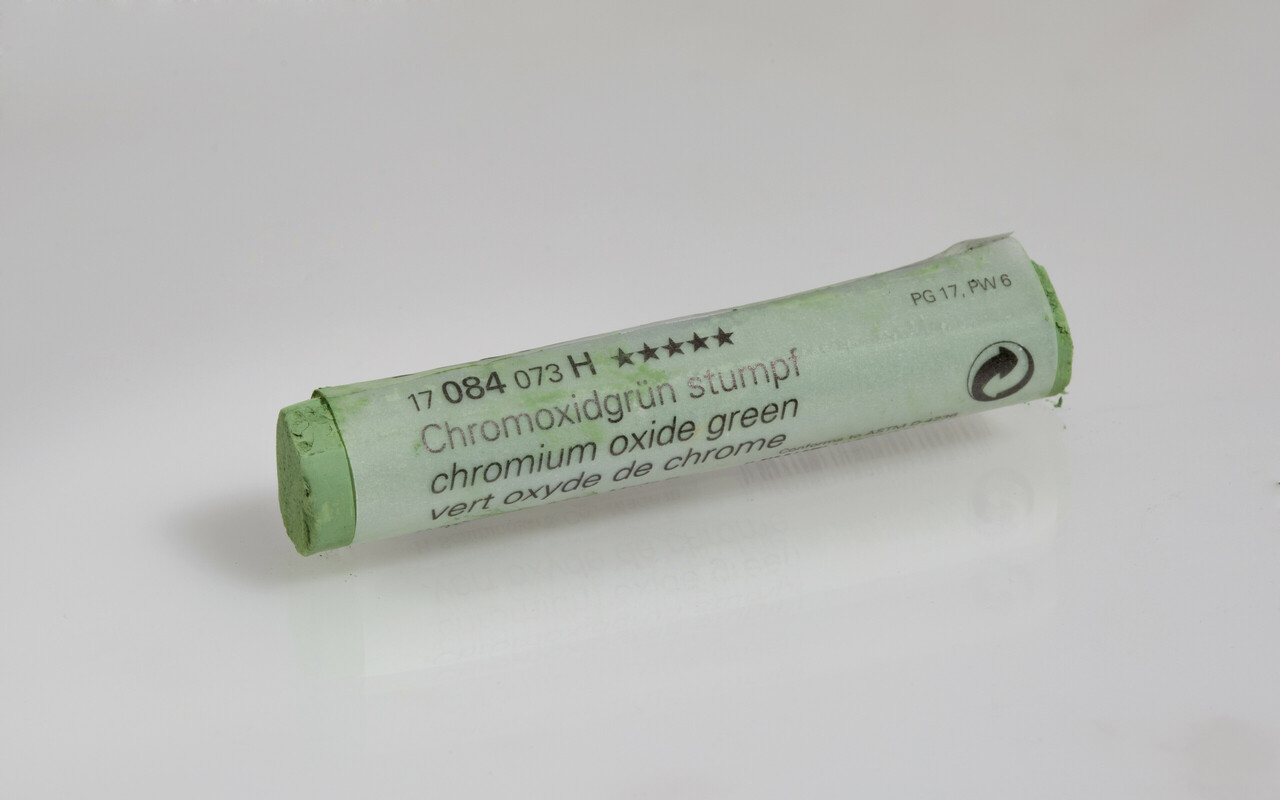 17 084 073 H ★★★★★
Chromoxidgrün stumpf
chromium oxide green
vert oxyde de chrome
PG 17, PW 6